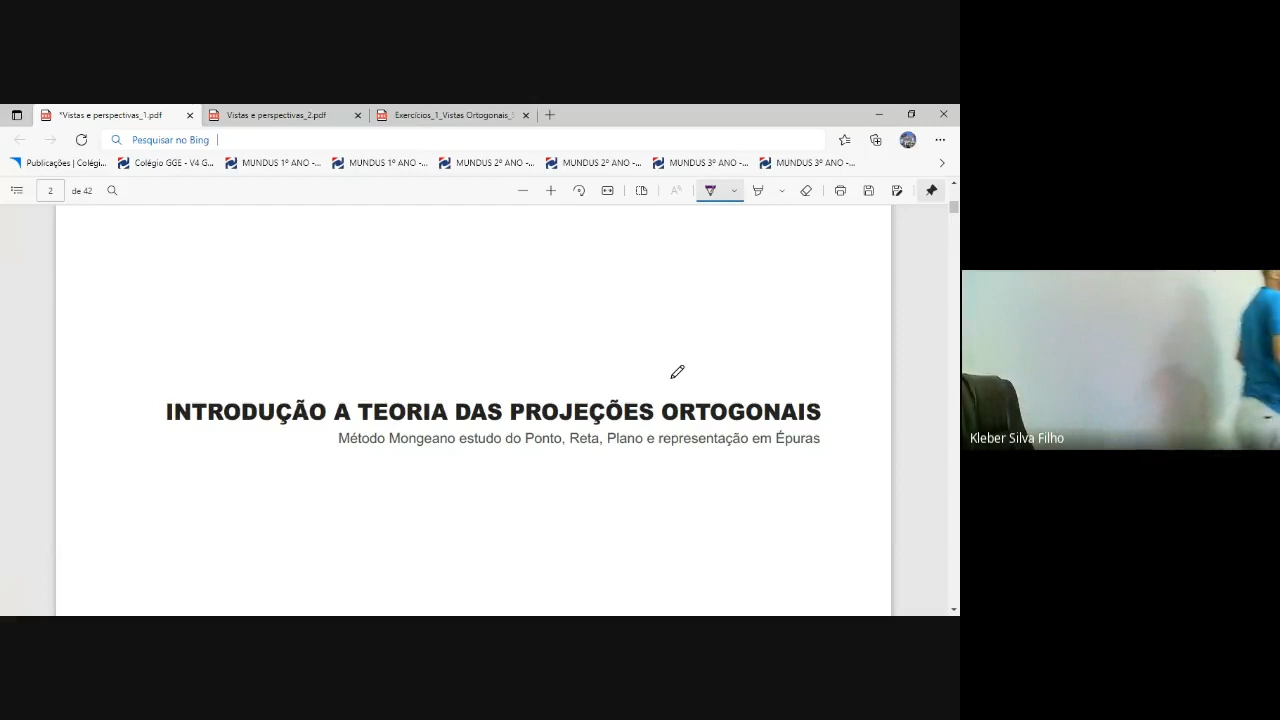 *Vistas e perspectivas_1.pdf
Vistas e perspectivas_2.pdf
Exercícios_1_Vistas Ortogonais_
Pesquisar no Bing
Publicações | Colégi...
Colégio GGE - V4 G...
MUNDUS 1º ANO -...
MUNDUS 1º ANO -...
MUNDUS 2º ANO -...
MUNDUS 2º ANO -...
MUNDUS 3º ANO -...
MUNDUS 3º ANO -...
2 de 42
INTRODUÇÃO A TEORIA DAS PROJEÇÕES ORTOGONAIS
Método Mongeano estudo do Ponto, Reta, Plano e representação em Épuras
Kleber Silva Filho